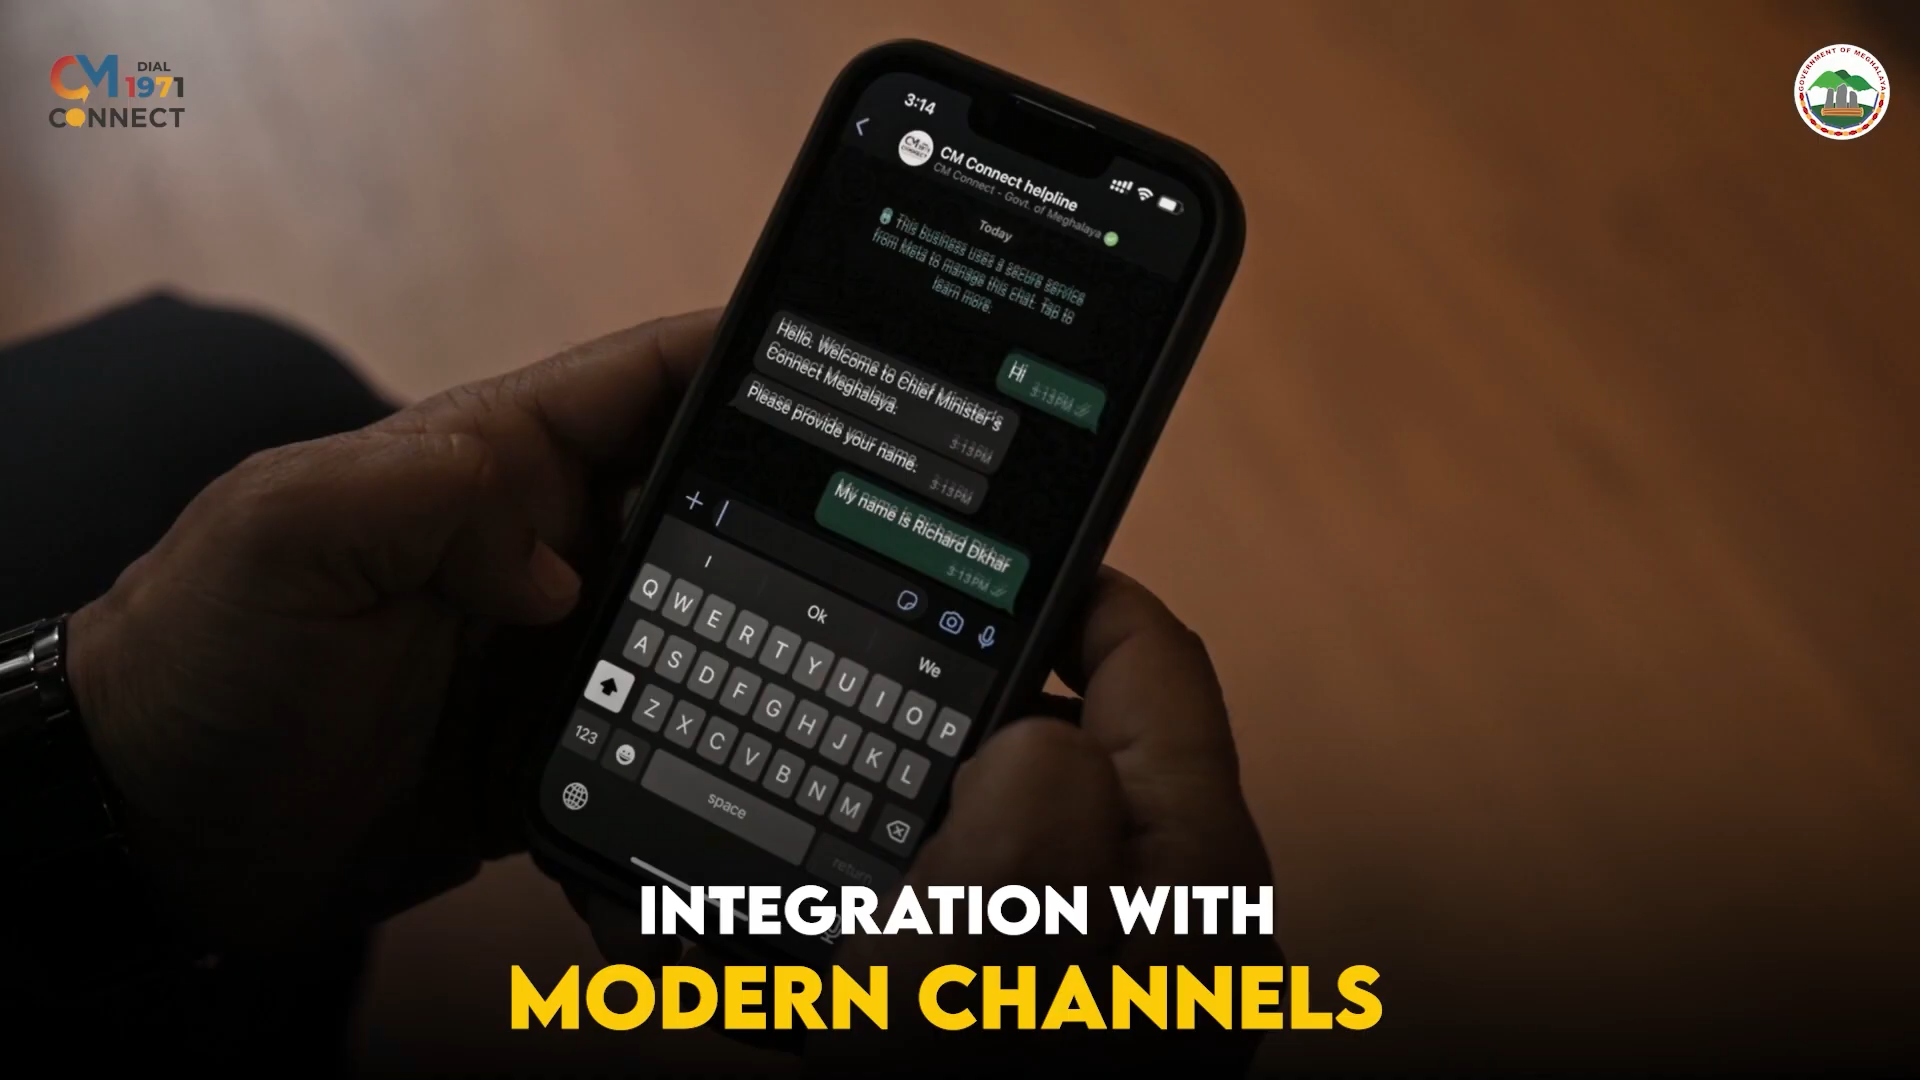 CM DIAL
1971
CONNECT
GOVERNMENT OF MEGHALAYA
3:14
CM Connect helpline
CM Connect - Govt. of Meghalaya
Today
This business uses a secure service
from Meta to manage this chat. Tap to
learn more.
Hi
3:13 PM
Hello. Welcome to Chief Minister's
Connect Meghalaya.
3:13 PM
Please provide your name.
3:13 PM
My name is Richard Dkhar
3:13 PM
I Ok We
Q W E R T Y U I O P
A S D F G H J K L
Z X C V B N M
123 space return
INTEGRATION WITH
MODERN CHANNELS